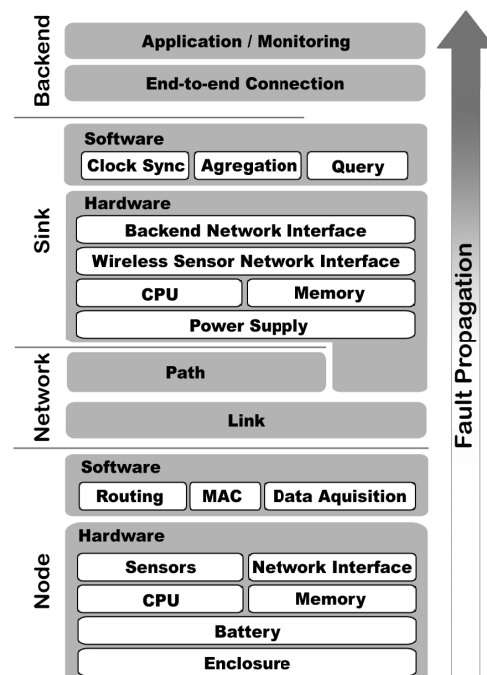 Backend
Application / Monitoring
End-to-end Connection
Sink
Software
Clock Sync Agregation Query
Hardware
Backend Network Interface
Wireless Sensor Network Interface
CPU Memory
Power Supply
Network
Path
Link
Node
Software
Routing MAC Data Aquisition
Hardware
Sensors Network Interface
CPU Memory
Battery
Enclosure
Fault Propagation